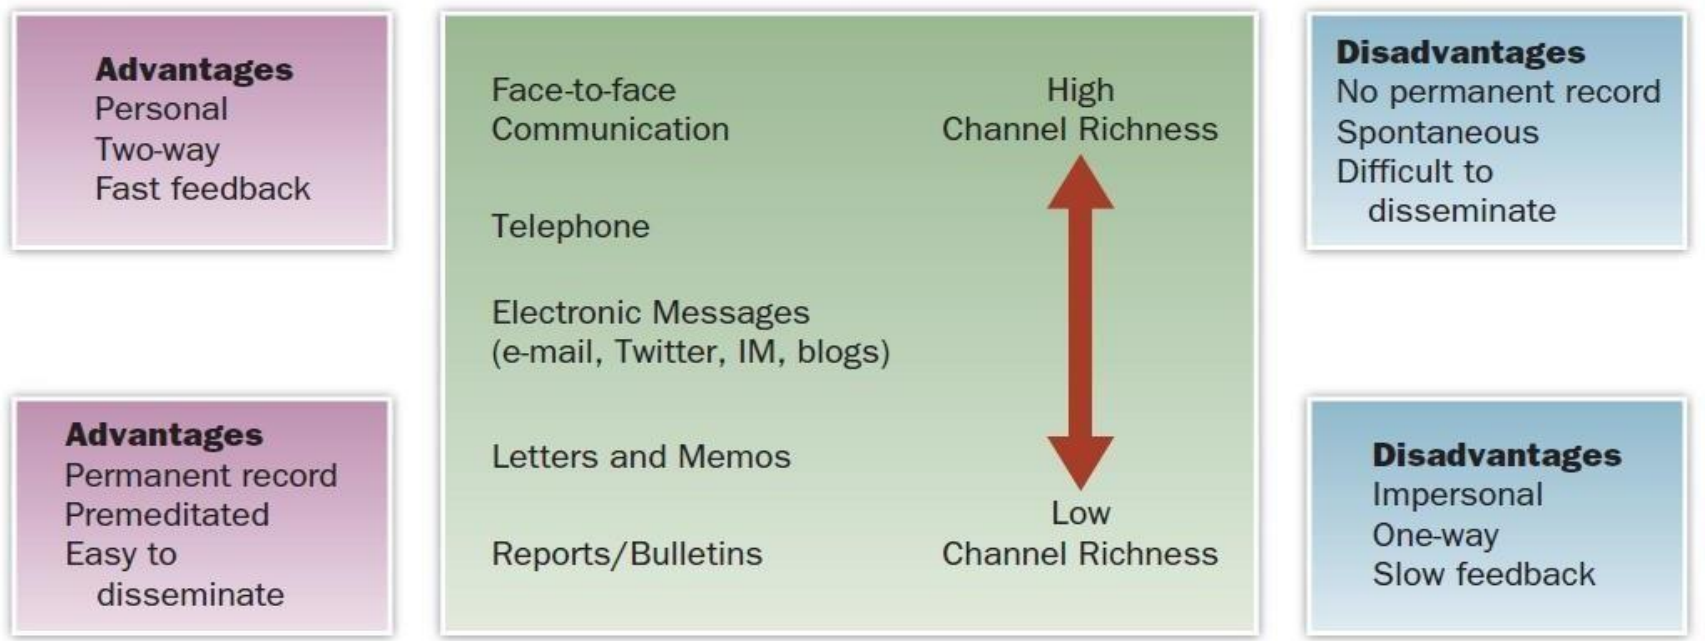 Advantages
Personal
Two-way
Fast feedback
Face-to-face
Communication
High
Channel Richness
Disadvantages
No permanent record
Spontaneous
Difficult to
disseminate
Telephone
Electronic Messages
(e-mail, Twitter, IM, blogs)
Advantages
Permanent record
Premeditated
Easy to
disseminate
Letters and Memos
Reports/Bulletins
Low
Channel Richness
Disadvantages
Impersonal
One-way
Slow feedback